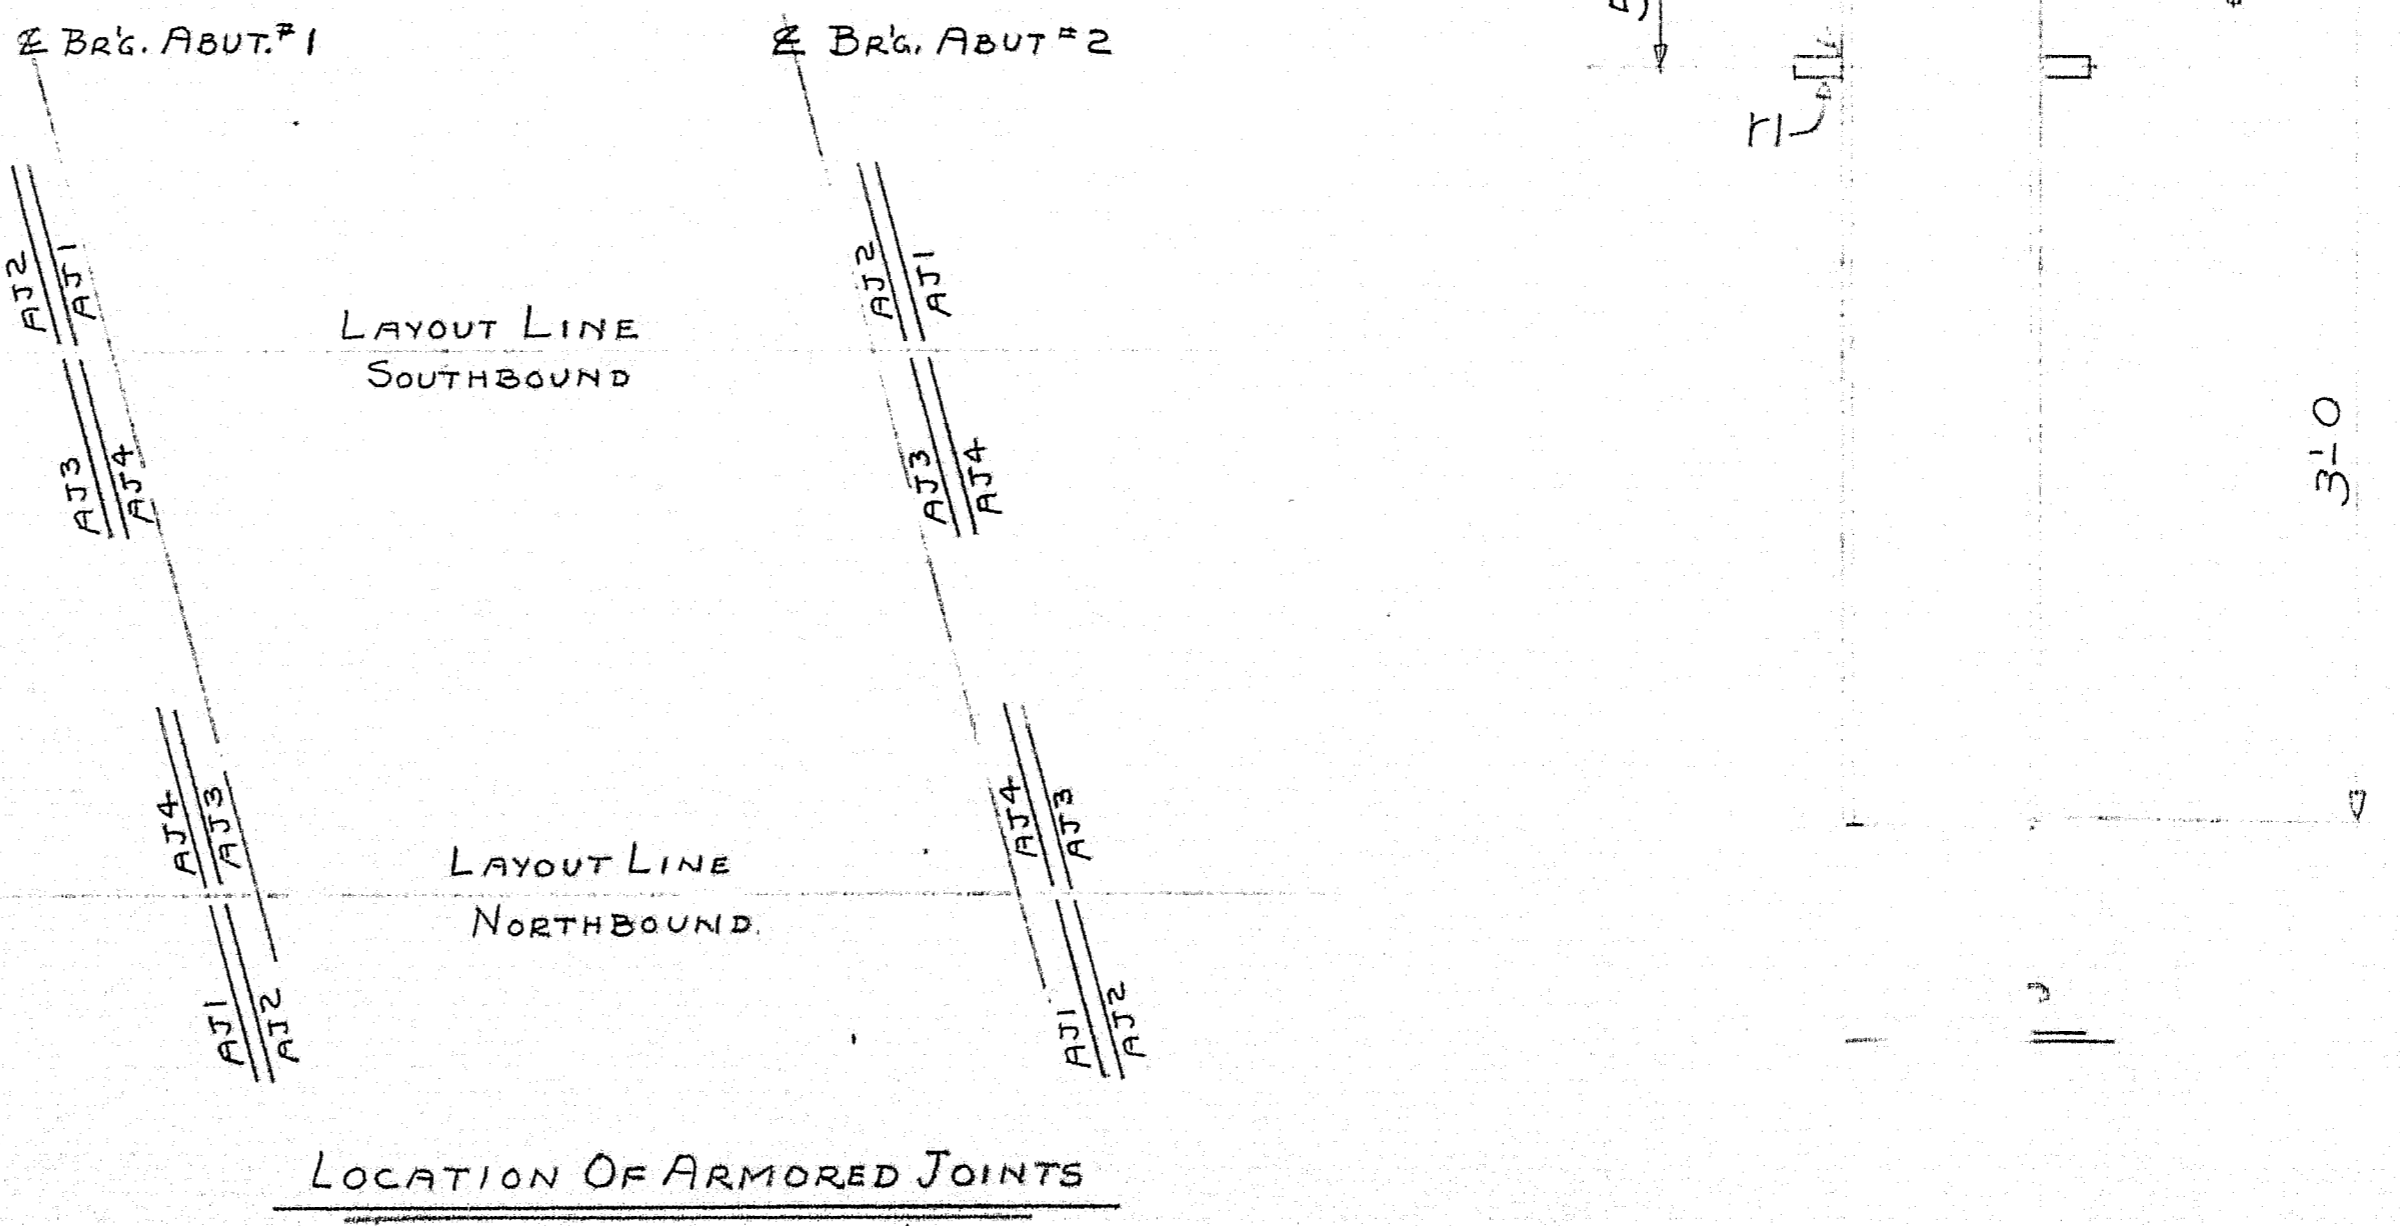 ℄ BR'G. ABUT. #1
℄ BR'G. ABUT #2
r1
AJ2
AJ1
AJ2
AJ1
LAYOUT LINE
SOUTHBOUND
AJ3
AJ4
AJ3
AJ4
3'-0
AJ4
AJ3
AJ4
AJ3
LAYOUT LINE
NORTHBOUND.
AJ1
AJ2
AJ1
AJ2
LOCATION OF ARMORED JOINTS